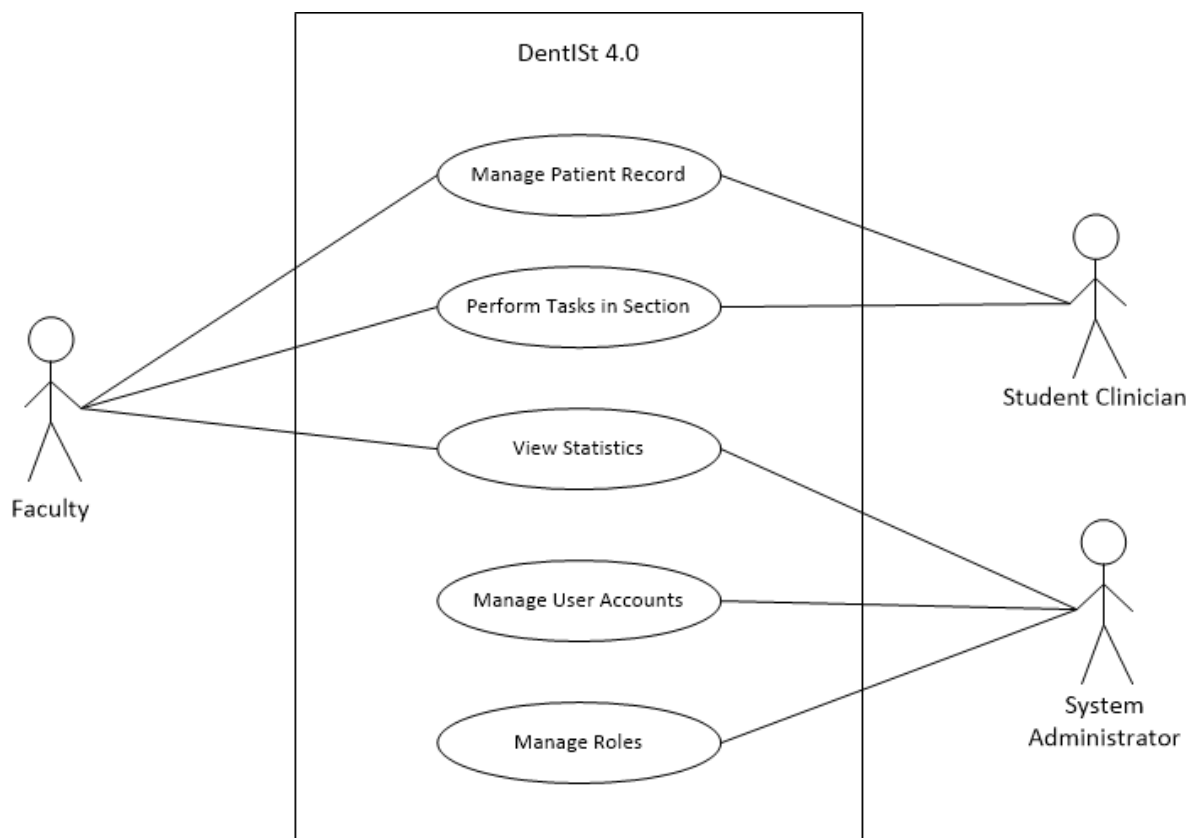 DentISt 4.0
Manage Patient Record
Perform Tasks in Section
Student Clinician
View Statistics
Faculty
Manage User Accounts
System
Administrator
Manage Roles